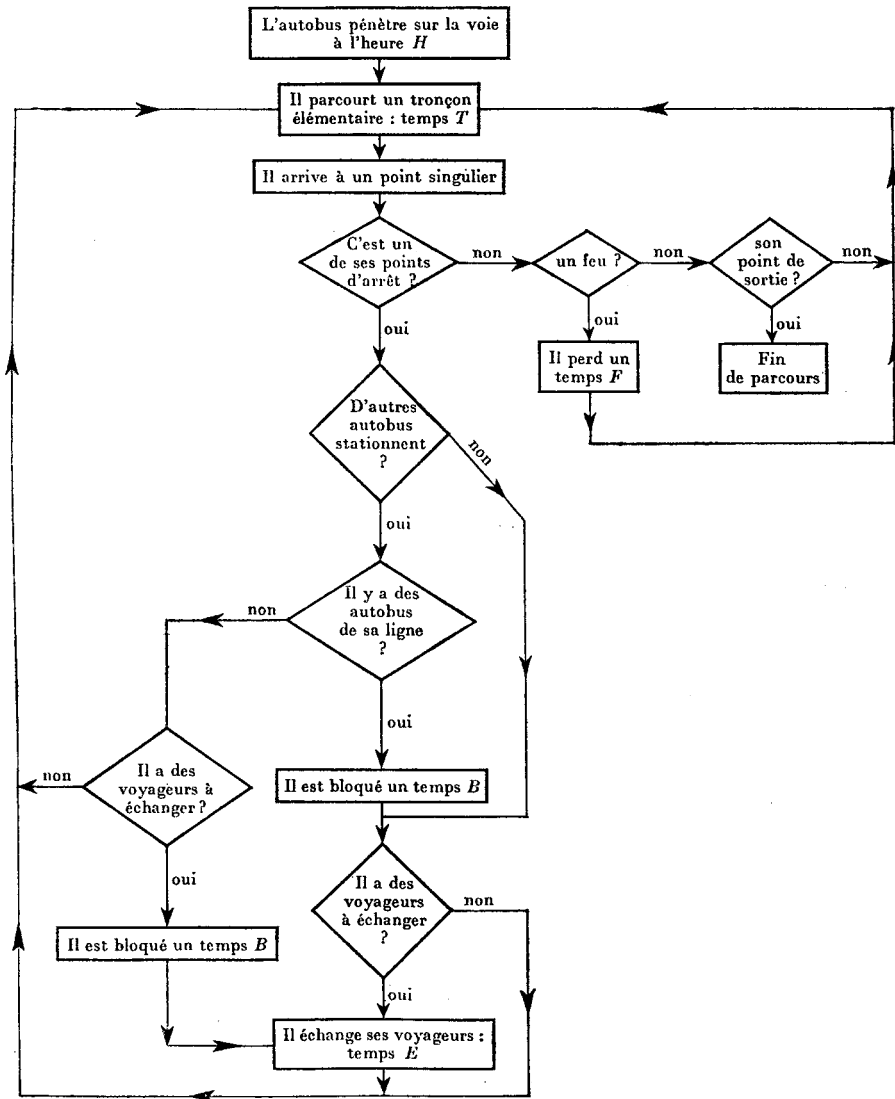 L'autobus pénètre sur la voie
à l'heure H
Il parcourt un tronçon
élémentaire : temps T
Il arrive à un point singulier
C'est un
de ses points
d'arrêt ?
non
un feu ?
non
son
point de
sortie ?
non
oui
oui
oui
Il perd un
temps F
Fin
de parcours
D'autres
autobus
stationnent
?
non
oui
Il y a des
autobus
de sa ligne
?
non
oui
Il a des
voyageurs à
échanger ?
non
Il est bloqué un temps B
oui
Il a des
voyageurs
à échanger
?
non
Il est bloqué un temps B
oui
Il échange ses voyageurs :
temps E